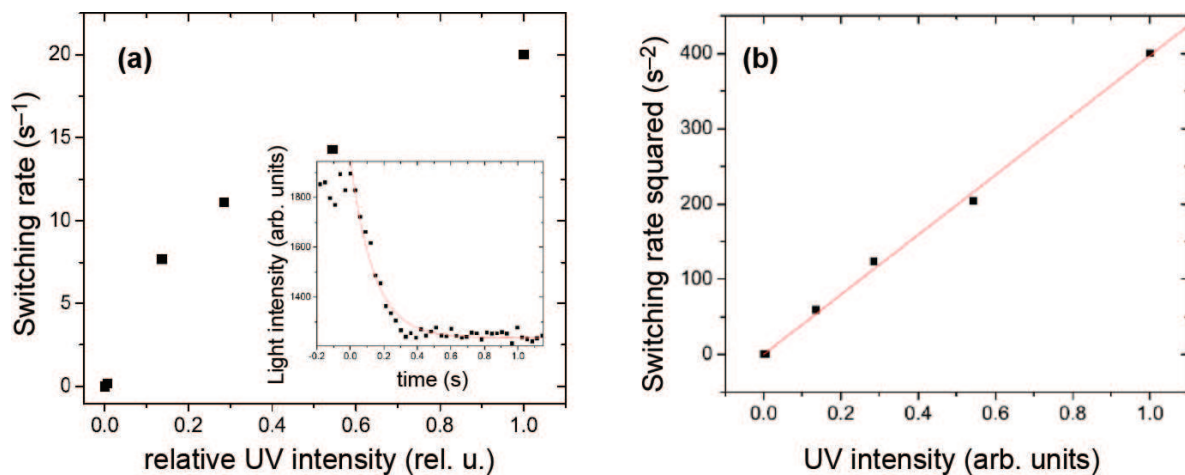 (a)
Switching rate (s⁻¹)
20
15
10
5
0
0.0 0.2 0.4 0.6 0.8 1.0
relative UV intensity (rel. u.)
Light intensity (arb. units)
1800
1600
1400
-0.2 0.0 0.2 0.4 0.6 0.8 1.0
time (s)
(b)
Switching rate squared (s⁻²)
400
300
200
100
0
0.0 0.2 0.4 0.6 0.8 1.0
UV intensity (arb. units)